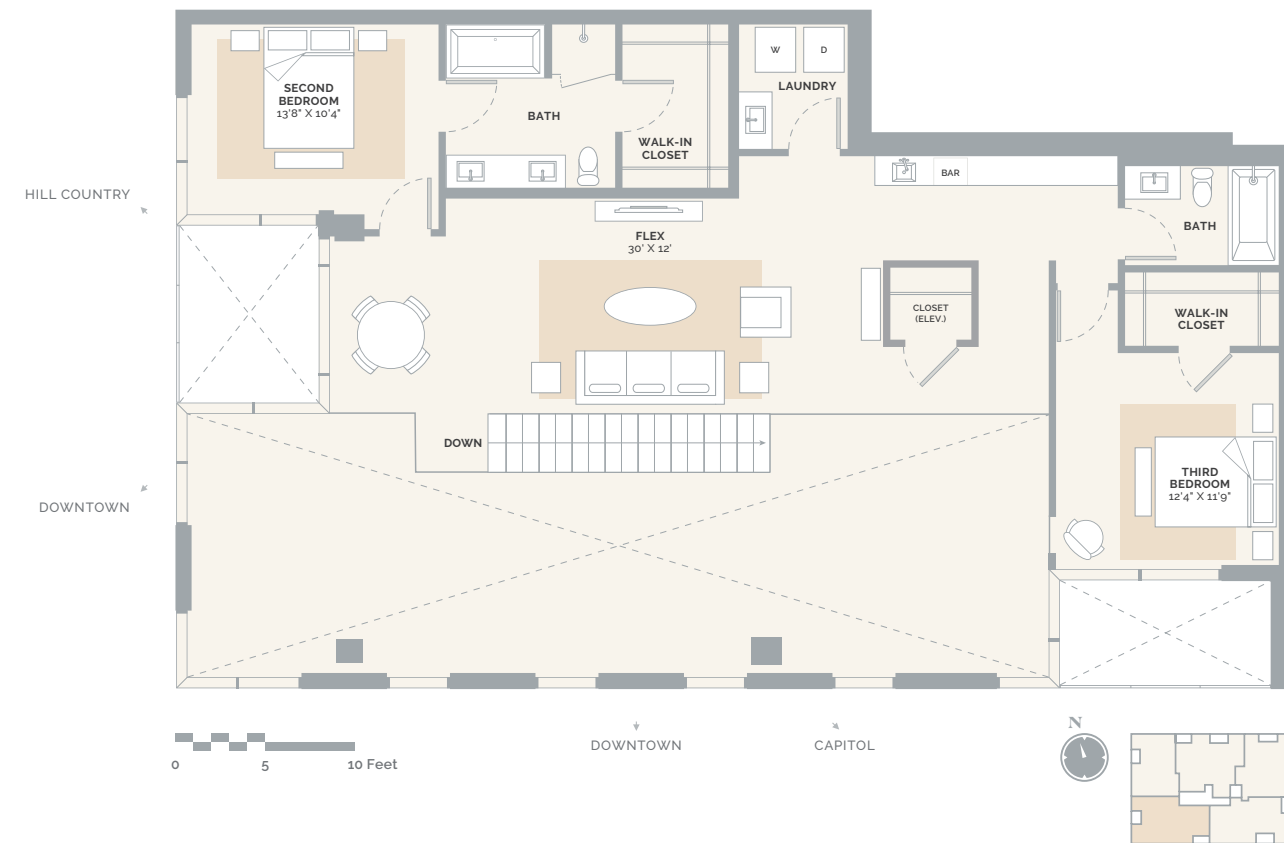 W
D
LAUNDRY
SECOND
BEDROOM
13'8" X 10'4"
BATH
WALK-IN
CLOSET
BAR
HILL COUNTRY
FLEX
30' X 12'
BATH
CLOSET
(ELEV.)
WALK-IN
CLOSET
DOWN
THIRD
BEDROOM
12'4" X 11'9"
DOWNTOWN
N
DOWNTOWN
CAPITOL
0 5 10 Feet